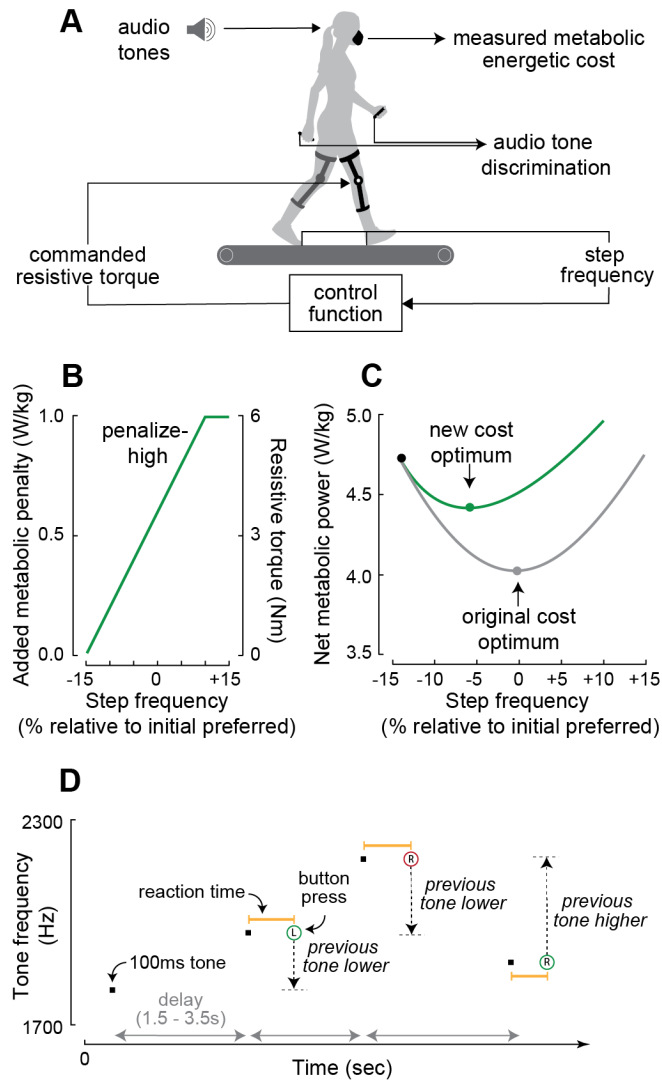 A
audio
tones
measured metabolic
energetic cost
audio tone
discrimination
commanded
resistive torque
step
frequency
control
function
B
Added metabolic penalty (W/kg)
1.0
0.5
0.0
penalize-
high
6
3
0
Resistive torque (Nm)
-15 0 +15
Step frequency
(% relative to initial preferred)
C
Net metabolic power (W/kg)
5.0
4.5
4.0
3.5
new cost
optimum
original cost
optimum
-15 -10 -5 0 +5 +10 +15
Step frequency
(% relative to initial preferred)
D
Tone frequency
(Hz)
2300
1700
reaction time
button
press
L
R
R
previous
tone lower
previous
tone lower
previous
tone higher
100ms tone
delay
(1.5 - 3.5s)
0
Time (sec)